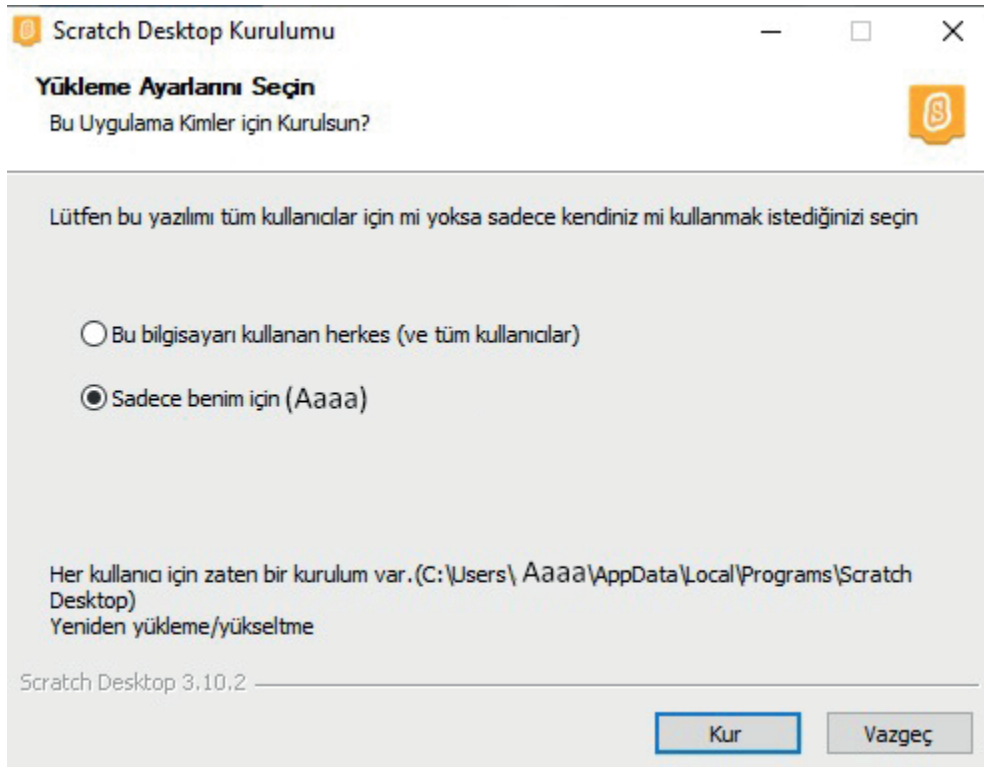 Scratch Desktop Kurulumu
Yükleme Ayarlarını Seçin
Bu Uygulama Kimler için Kurulsun?
Lütfen bu yazılımı tüm kullanıcılar için mi yoksa sadece kendiniz mi kullanmak istediğinizi seçin
Bu bilgisayarı kullanan herkes (ve tüm kullanıcılar)
Sadece benim için (Aaaa)
Her kullanıcı için zaten bir kurulum var.(C:\Users\ Aaaa\AppData\Local\Programs\Scratch
Desktop)
Yeniden yükleme/yükseltme
Scratch Desktop 3.10.2
Kur
Vazgeç